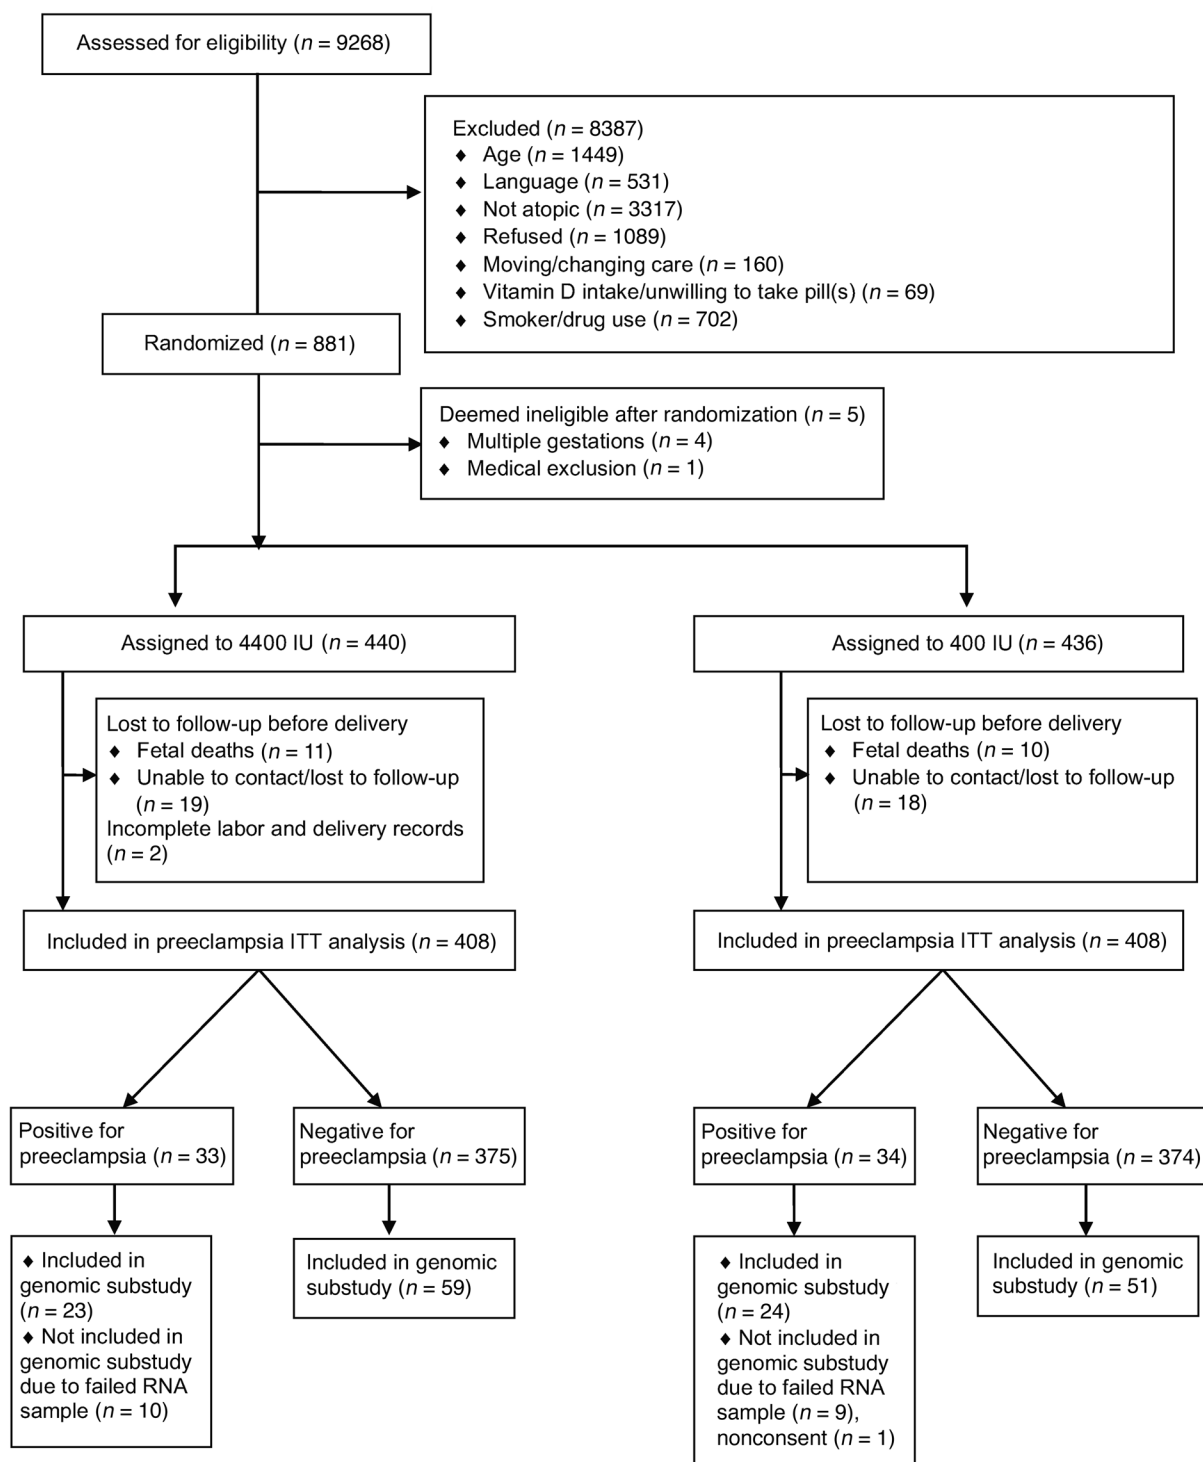 Assessed for eligibility (n = 9268)
Excluded (n = 8387)
♦ Age (n = 1449)
♦ Language (n = 531)
♦ Not atopic (n = 3317)
♦ Refused (n = 1089)
♦ Moving/changing care (n = 160)
♦ Vitamin D intake/unwilling to take pill(s) (n = 69)
♦ Smoker/drug use (n = 702)
Randomized (n = 881)
Deemed ineligible after randomization (n = 5)
♦ Multiple gestations (n = 4)
♦ Medical exclusion (n = 1)
Assigned to 4400 IU (n = 440)
Lost to follow-up before delivery
♦ Fetal deaths (n = 11)
♦ Unable to contact/lost to follow-up
(n = 19)
Incomplete labor and delivery records
(n = 2)
Included in preeclampsia ITT analysis (n = 408)
Positive for
preeclampsia (n = 33)
Negative for
preeclampsia (n = 375)
♦ Included in
genomic substudy
(n = 23)
♦ Not included in
genomic substudy
due to failed RNA
sample (n = 10)
Included in genomic
substudy (n = 59)
Assigned to 400 IU (n = 436)
Lost to follow-up before delivery
♦ Fetal deaths (n = 10)
♦ Unable to contact/lost to follow-up
(n = 18)
Included in preeclampsia ITT analysis (n = 408)
Positive for
preeclampsia (n = 34)
Negative for
preeclampsia (n = 374)
♦ Included in
genomic substudy
(n = 24)
♦ Not included in
genomic substudy
due to failed RNA
sample (n = 9),
nonconsent (n = 1)
Included in genomic
substudy (n = 51)